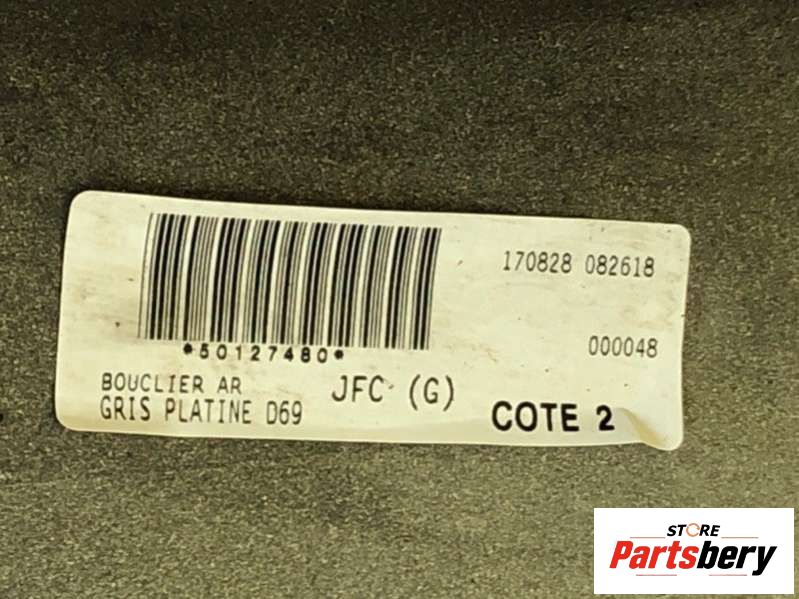 170828 082618
000048
*50127480*
BOUCLIER AR
JFC (G)
GRIS PLATINE D69
COTE 2
STORE
Partsbery